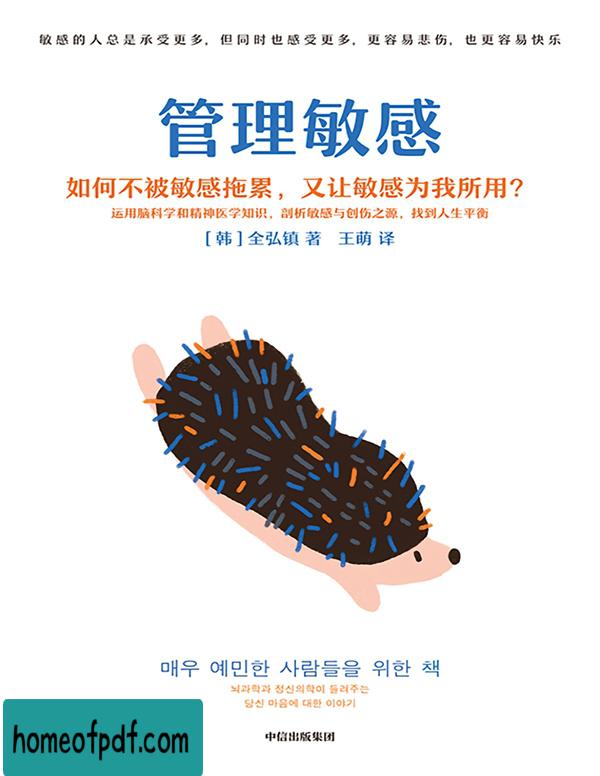 敏感的人总是承受更多，但同时也感受更多，更容易悲伤，也更容易快乐
管理敏感
如何不被敏感拖累，又让敏感为我所用？
运用脑科学和精神医学知识，剖析敏感与创伤之源，找到人生平衡
[韩]全弘镇 著 王萌 译
매우 예민한 사람들을 위한 책
뇌과학과 정신의학이 들려주는
당신 마음에 대한 이야기
homeofpdf.com
中信出版集团